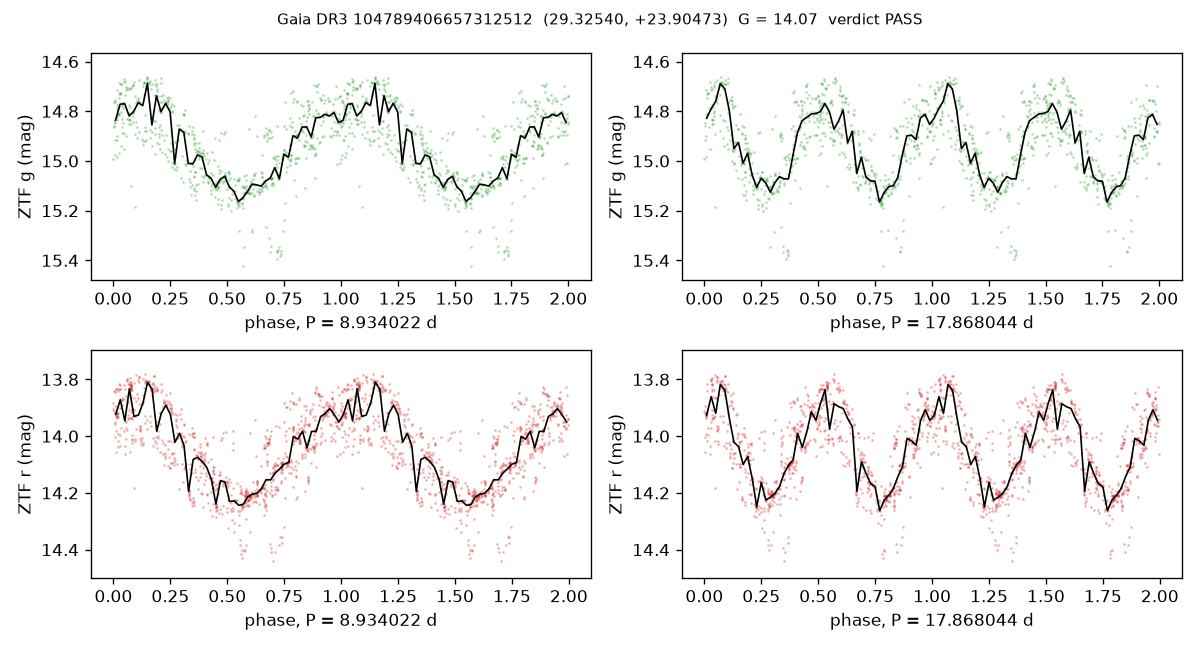 Gaia DR3 104789406657312512 (29.32540, +23.90473) G = 14.07 verdict PASS
ZTF g (mag)
14.6
14.8
15.0
15.2
15.4
0.00 0.25 0.50 0.75 1.00 1.25 1.50 1.75 2.00
phase, P = 8.934022 d
ZTF g (mag)
14.6
14.8
15.0
15.2
15.4
0.00 0.25 0.50 0.75 1.00 1.25 1.50 1.75 2.00
phase, P = 17.868044 d
ZTF r (mag)
13.8
14.0
14.2
14.4
0.00 0.25 0.50 0.75 1.00 1.25 1.50 1.75 2.00
phase, P = 8.934022 d
ZTF r (mag)
13.8
14.0
14.2
14.4
0.00 0.25 0.50 0.75 1.00 1.25 1.50 1.75 2.00
phase, P = 17.868044 d